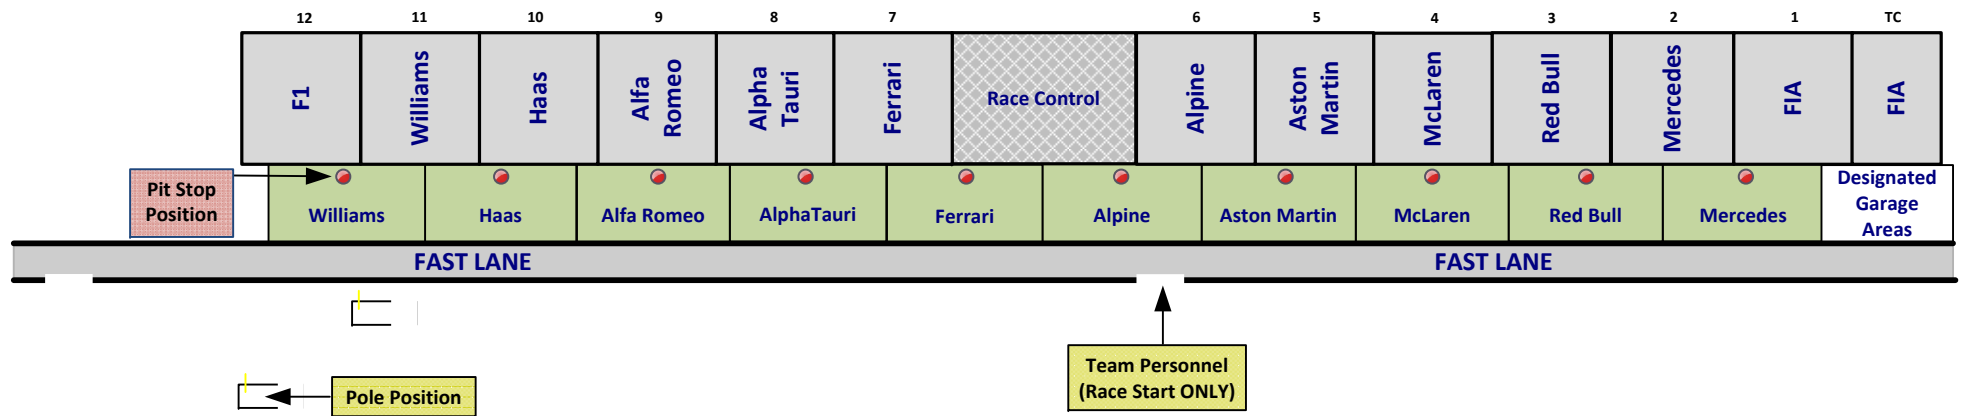 12 11 10 9 8 7 6 5 4 3 2 1 TC
F1
Williams
Haas
Alfa
Romeo
Alpha
Tauri
Ferrari
Race Control
Alpine
Aston
Martin
McLaren
Red Bull
Mercedes
FIA
FIA
Pit Stop
Position
Williams
Haas
Alfa Romeo
AlphaTauri
Ferrari
Alpine
Aston Martin
McLaren
Red Bull
Mercedes
Designated
Garage
Areas
FAST LANE
FAST LANE
Team Personnel
(Race Start ONLY)
Pole Position